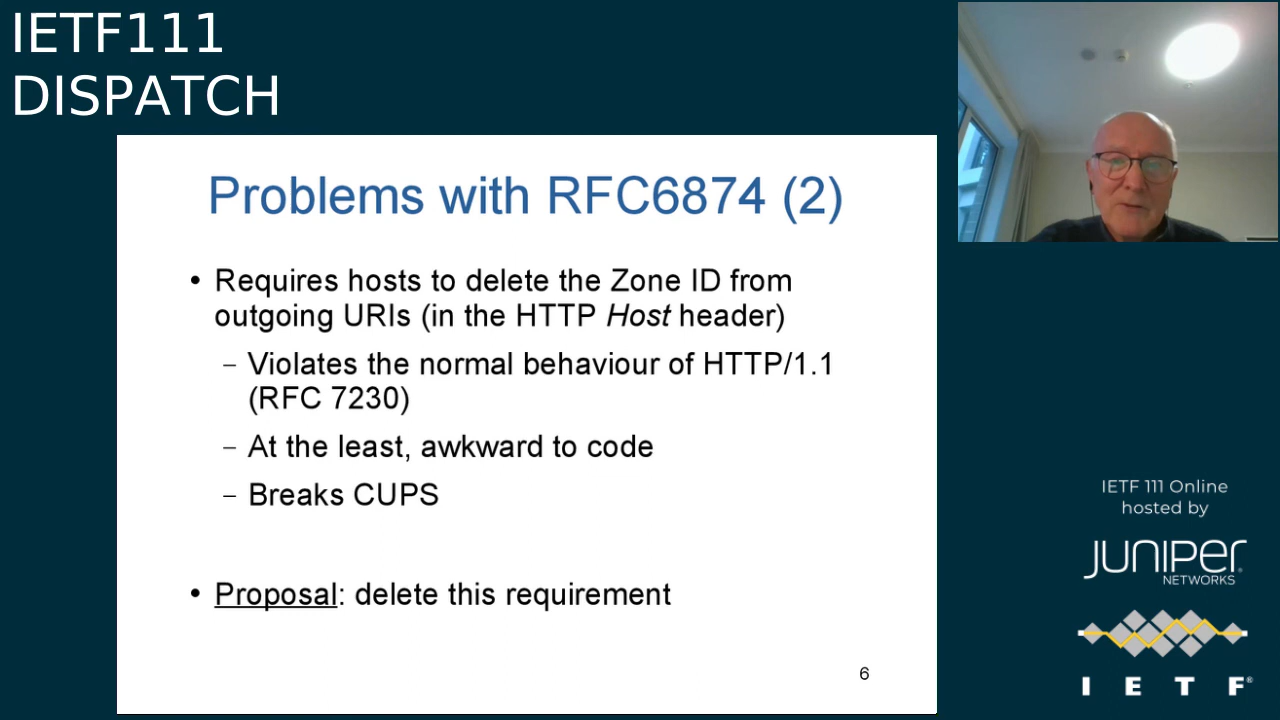 IETF111
DISPATCH
Problems with RFC6874 (2)
• Requires hosts to delete the Zone ID from
outgoing URIs (in the HTTP Host header)
– Violates the normal behaviour of HTTP/1.1
(RFC 7230)
– At the least, awkward to code
– Breaks CUPS
• Proposal: delete this requirement
6
IETF 111 Online
hosted by
JUNIPER
NETWORKS
I E T F®